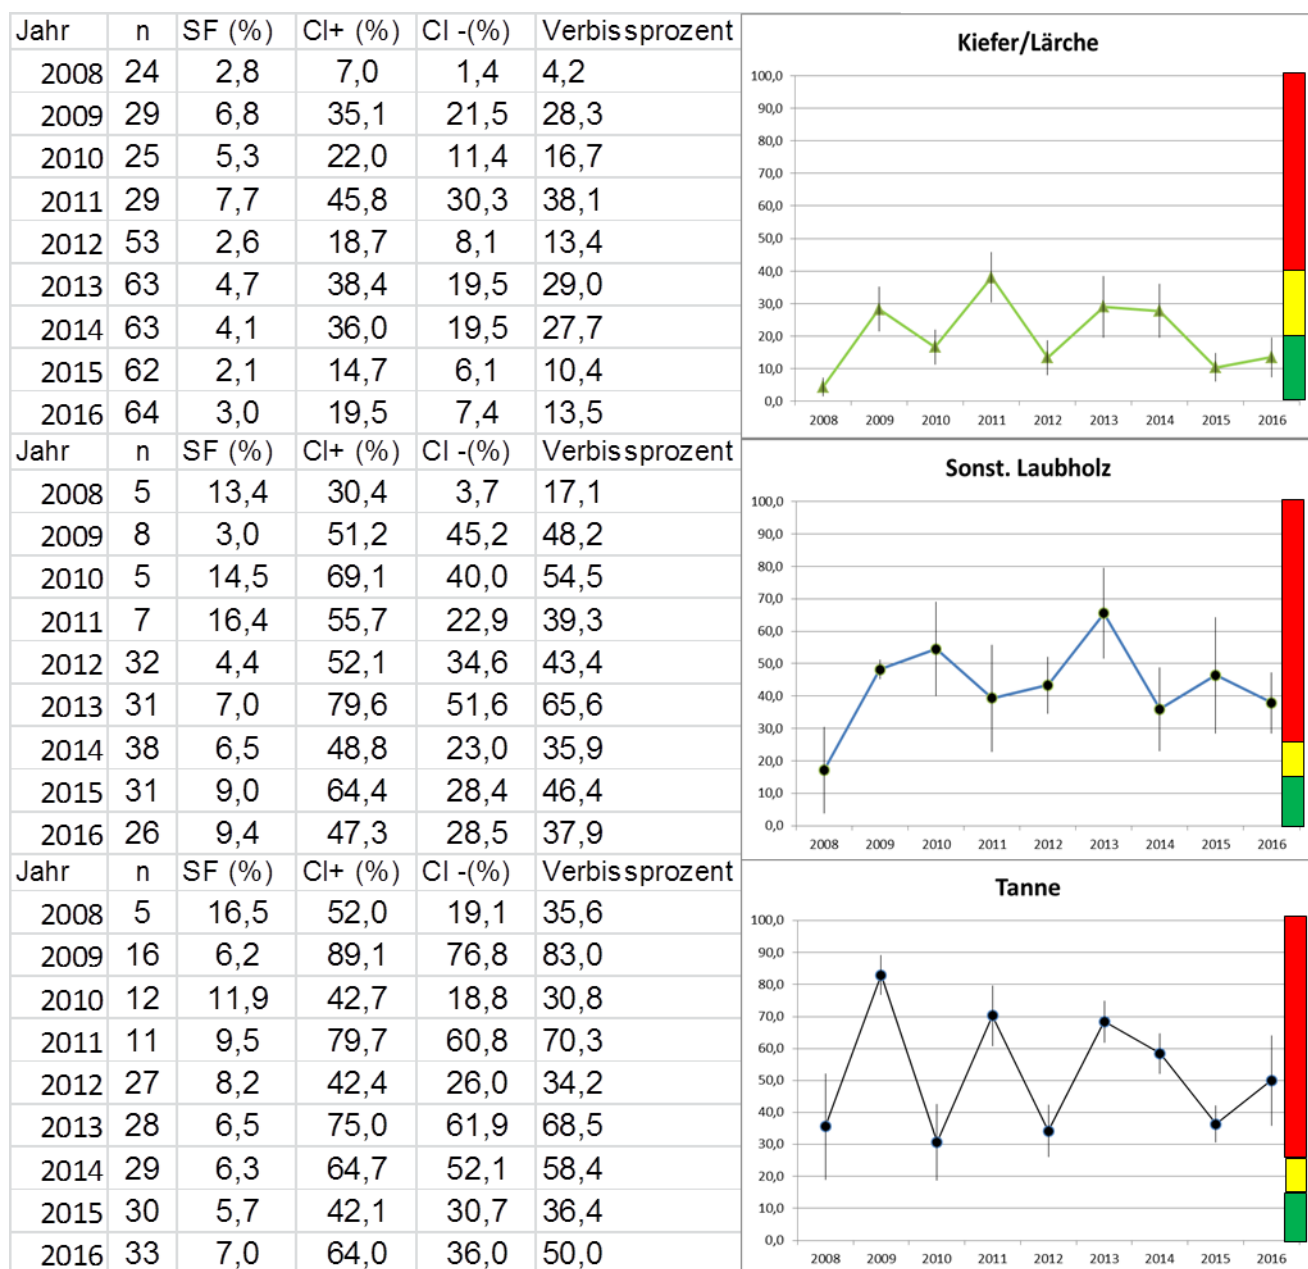 Jahr n SF (%) CI+ (%) CI -(%) Verbissprozent
2008 24 2,8 7,0 1,4 4,2
2009 29 6,8 35,1 21,5 28,3
2010 25 5,3 22,0 11,4 16,7
2011 29 7,7 45,8 30,3 38,1
2012 53 2,6 18,7 8,1 13,4
2013 63 4,7 38,4 19,5 29,0
2014 63 4,1 36,0 19,5 27,7
2015 62 2,1 14,7 6,1 10,4
2016 64 3,0 19,5 7,4 13,5
Kiefer/Lärche
100,0
90,0
80,0
70,0
60,0
50,0
40,0
30,0
20,0
10,0
0,0
2008 2009 2010 2011 2012 2013 2014 2015 2016
Jahr n SF (%) CI+ (%) CI -(%) Verbissprozent
2008 5 13,4 30,4 3,7 17,1
2009 8 3,0 51,2 45,2 48,2
2010 5 14,5 69,1 40,0 54,5
2011 7 16,4 55,7 22,9 39,3
2012 32 4,4 52,1 34,6 43,4
2013 31 7,0 79,6 51,6 65,6
2014 38 6,5 48,8 23,0 35,9
2015 31 9,0 64,4 28,4 46,4
2016 26 9,4 47,3 28,5 37,9
Sonst. Laubholz
100,0
90,0
80,0
70,0
60,0
50,0
40,0
30,0
20,0
10,0
0,0
2008 2009 2010 2011 2012 2013 2014 2015 2016
Jahr n SF (%) CI+ (%) CI -(%) Verbissprozent
2008 5 16,5 52,0 19,1 35,6
2009 16 6,2 89,1 76,8 83,0
2010 12 11,9 42,7 18,8 30,8
2011 11 9,5 79,7 60,8 70,3
2012 27 8,2 42,4 26,0 34,2
2013 28 6,5 75,0 61,9 68,5
2014 29 6,3 64,7 52,1 58,4
2015 30 5,7 42,1 30,7 36,4
2016 33 7,0 64,0 36,0 50,0
Tanne
100,0
90,0
80,0
70,0
60,0
50,0
40,0
30,0
20,0
10,0
0,0
2008 2009 2010 2011 2012 2013 2014 2015 2016